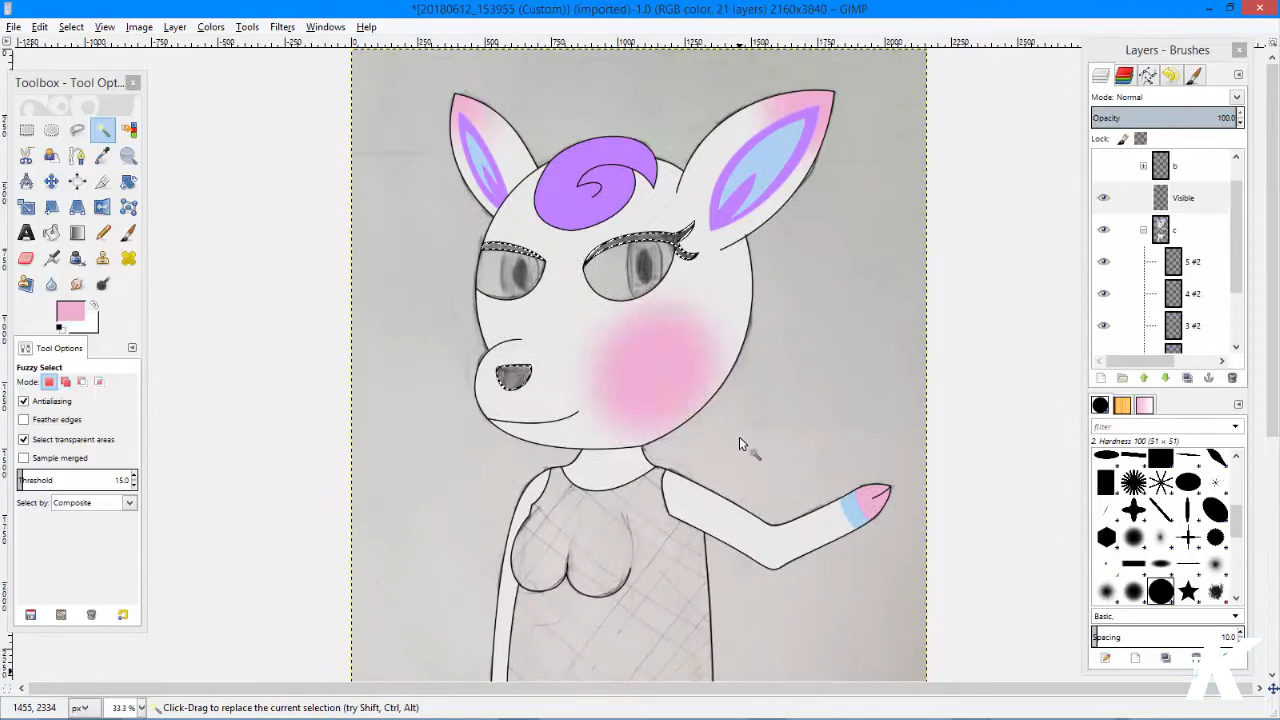 *[20180612_153955 (Custom)] (imported)-1.0 (RGB color, 21 layers) 2160x3840 – GIMP
File Edit Select View Image Layer Colors Tools Filters Windows Help
Toolbox - Tool Opt...
Layers - Brushes
Mode: Normal
Opacity 100.0
Lock:
b
Visible
c
5 #2
4 #2
3 #2
Tool Options
Fuzzy Select
Mode:
Antialiasing
Feather edges
Select transparent areas
Sample merged
Threshold 15.0
Select by: Composite
filter
2. Hardness 100 (51 × 51)
Basic,
Spacing 10.0
1455, 2334 px 33.3 % Click-Drag to replace the current selection (try Shift, Ctrl, Alt)
K